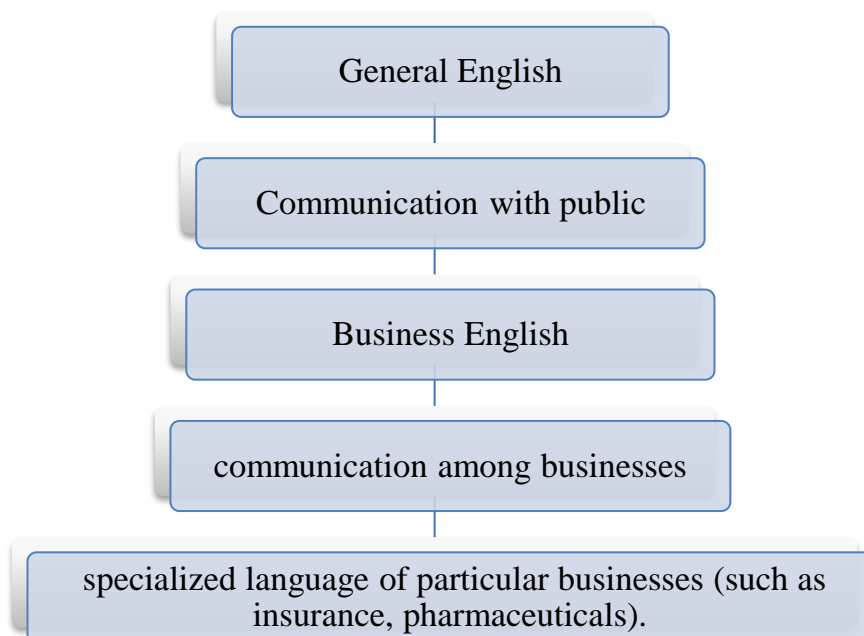 General English
Communication with public
Business English
communication among businesses
specialized language of particular businesses (such as
insurance, pharmaceuticals).